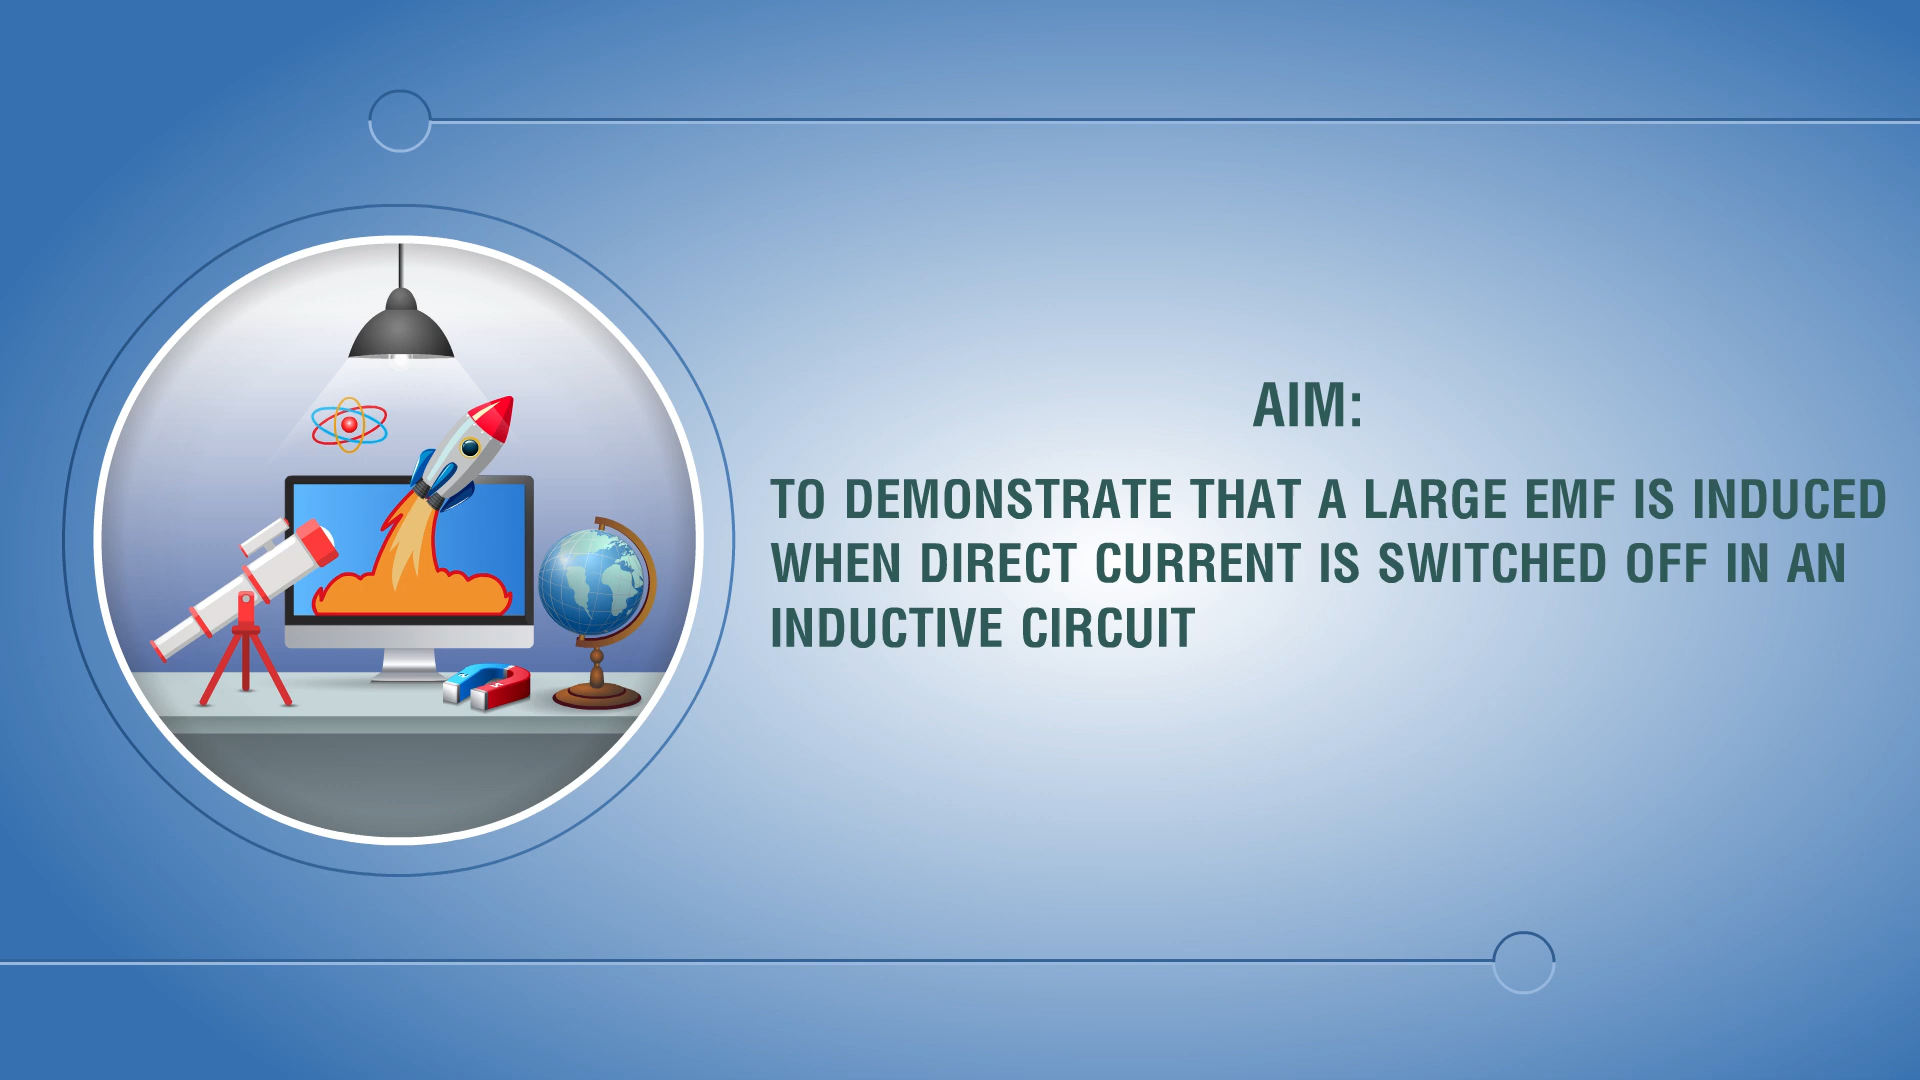 AIM:
TO DEMONSTRATE THAT A LARGE EMF IS INDUCED
WHEN DIRECT CURRENT IS SWITCHED OFF IN AN
INDUCTIVE CIRCUIT